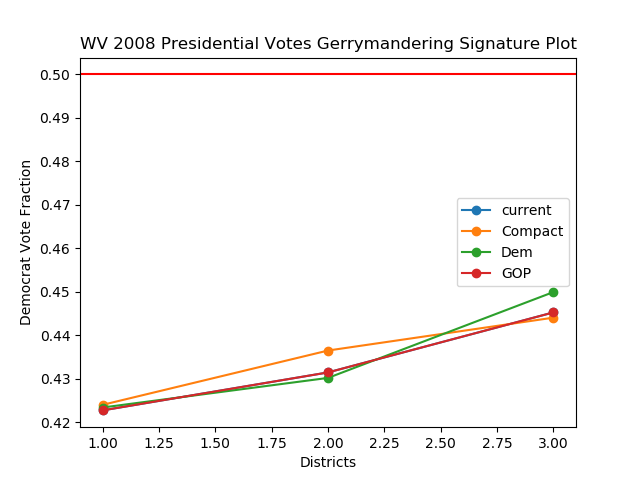 WV 2008 Presidential Votes Gerrymandering Signature Plot
0.50
0.49
0.48
0.47
0.46
0.45
0.44
0.43
0.42
Democrat Vote Fraction
current
Compact
Dem
GOP
1.00 1.25 1.50 1.75 2.00 2.25 2.50 2.75 3.00
Districts